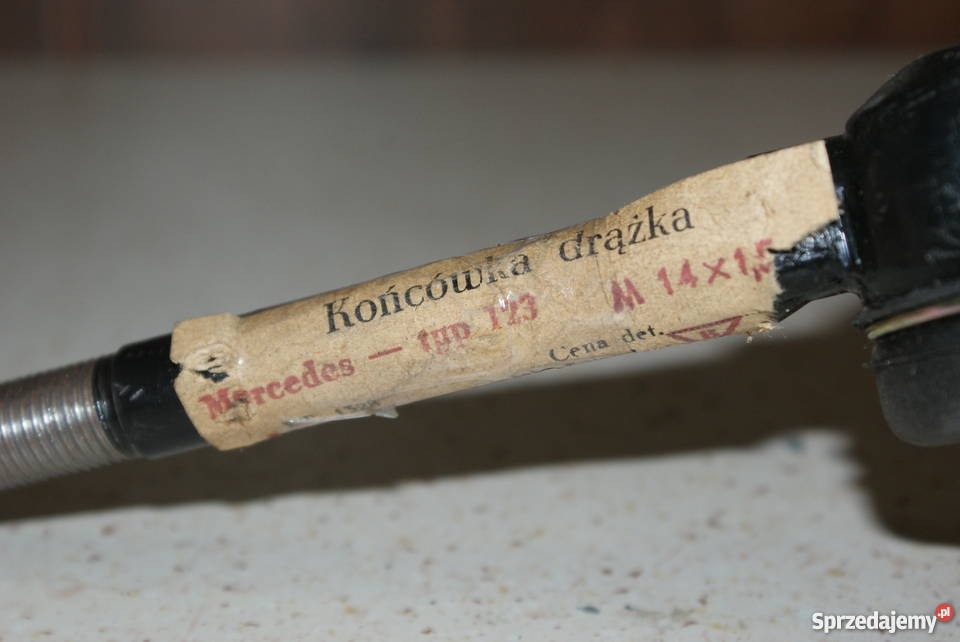 Końcówka drążka
Mercedes — typ 123 M 14×1,5
Cena det.
Sprzedajemy.pl